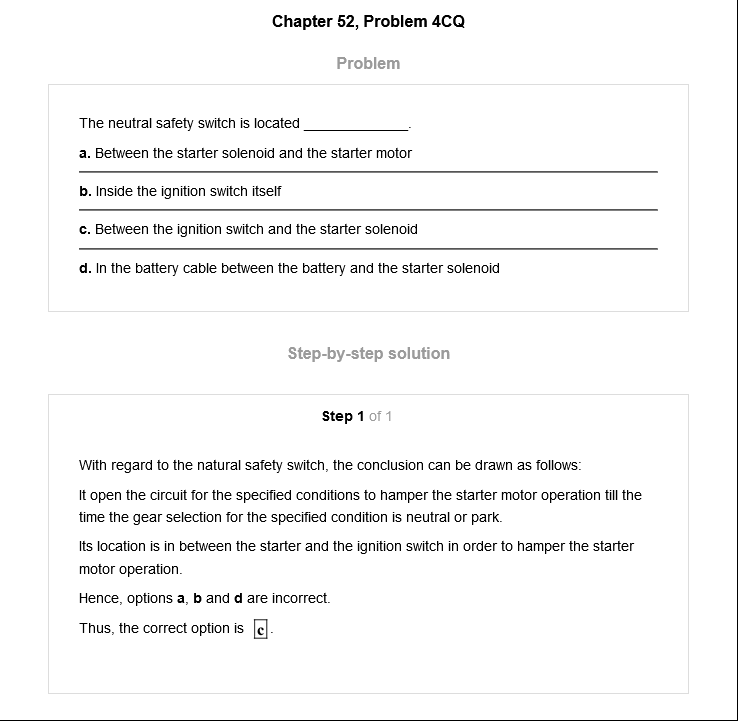 Chapter 52, Problem 4CQ
Problem
The neutral safety switch is located ______________.
a. Between the starter solenoid and the starter motor
b. Inside the ignition switch itself
c. Between the ignition switch and the starter solenoid
d. In the battery cable between the battery and the starter solenoid
Step-by-step solution
Step 1 of 1
With regard to the natural safety switch, the conclusion can be drawn as follows:
It open the circuit for the specified conditions to hamper the starter motor operation till the
time the gear selection for the specified condition is neutral or park.
Its location is in between the starter and the ignition switch in order to hamper the starter
motor operation.
Hence, options a, b and d are incorrect.
Thus, the correct option is c.